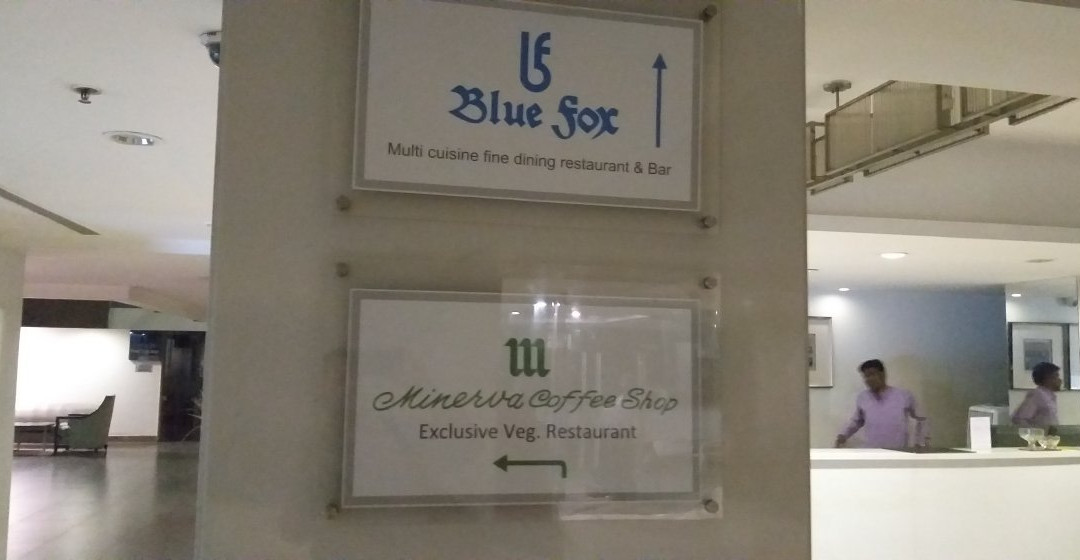 bf
Blue Fox
Multi cuisine fine dining restaurant & Bar
m
Minerva Coffee Shop
Exclusive Veg. Restaurant